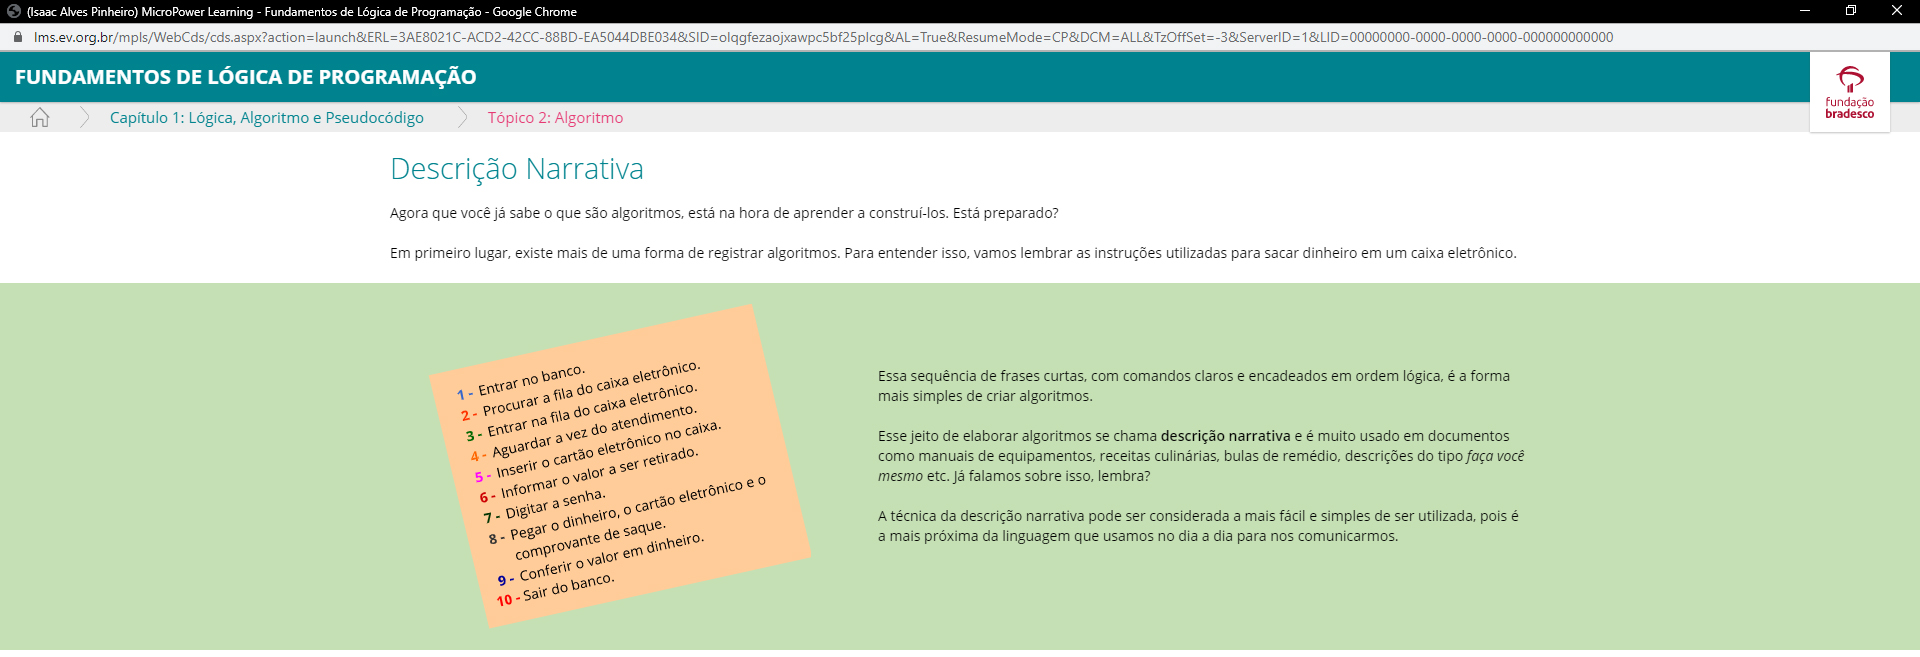 (Isaac Alves Pinheiro) MicroPower Learning - Fundamentos de Lógica de Programação - Google Chrome
lms.ev.org.br/mpls/WebCds/cds.aspx?action=launch&ERL=3AE8021C-ACD2-42CC-88BD-EA5044DBE034&SID=olqgfezaojxawpc5bf25plcg&AL=True&ResumeMode=CP&DCM=ALL&TzOffSet=-3&ServerID=1&LID=00000000-0000-0000-0000-000000000000
FUNDAMENTOS DE LÓGICA DE PROGRAMAÇÃO
fundação
bradesco
Capítulo 1: Lógica, Algoritmo e Pseudocódigo
Tópico 2: Algoritmo
Descrição Narrativa
Agora que você já sabe o que são algoritmos, está na hora de aprender a construí-los. Está preparado?
Em primeiro lugar, existe mais de uma forma de registrar algoritmos. Para entender isso, vamos lembrar as instruções utilizadas para sacar dinheiro em um caixa eletrônico.
1 - Entrar no banco.
2 - Procurar a fila do caixa eletrônico.
3 - Entrar na fila do caixa eletrônico.
4 - Aguardar a vez do atendimento.
5 - Inserir o cartão eletrônico no caixa.
6 - Informar o valor a ser retirado.
7 - Digitar a senha.
8 - Pegar o dinheiro, o cartão eletrônico e o
comprovante de saque.
9 - Conferir o valor em dinheiro.
10 - Sair do banco.
Essa sequência de frases curtas, com comandos claros e encadeados em ordem lógica, é a forma
mais simples de criar algoritmos.
Esse jeito de elaborar algoritmos se chama descrição narrativa e é muito usado em documentos
como manuais de equipamentos, receitas culinárias, bulas de remédio, descrições do tipo faça você
mesmo etc. Já falamos sobre isso, lembra?
A técnica da descrição narrativa pode ser considerada a mais fácil e simples de ser utilizada, pois é
a mais próxima da linguagem que usamos no dia a dia para nos comunicarmos.